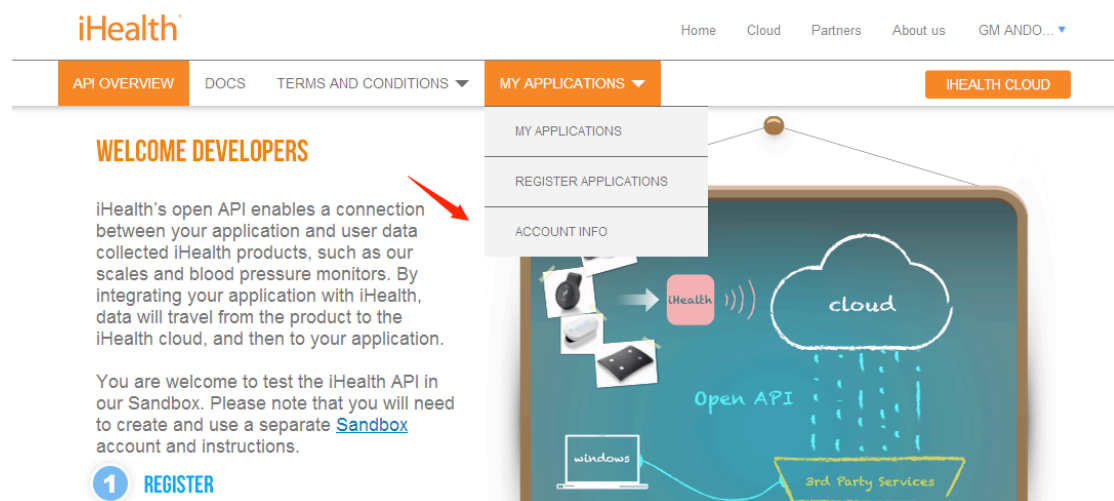 iHealth
Home Cloud Partners About us GM ANDO...
API OVERVIEW DOCS TERMS AND CONDITIONS MY APPLICATIONS IHEALTH CLOUD
MY APPLICATIONS
REGISTER APPLICATIONS
ACCOUNT INFO
WELCOME DEVELOPERS
iHealth's open API enables a connection
between your application and user data
collected iHealth products, such as our
scales and blood pressure monitors. By
integrating your application with iHealth,
data will travel from the product to the
iHealth cloud, and then to your application.
You are welcome to test the iHealth API in
our Sandbox. Please note that you will need
to create and use a separate Sandbox
account and instructions.
1 REGISTER
iHealth
cloud
Open API
windows
3rd Party Services